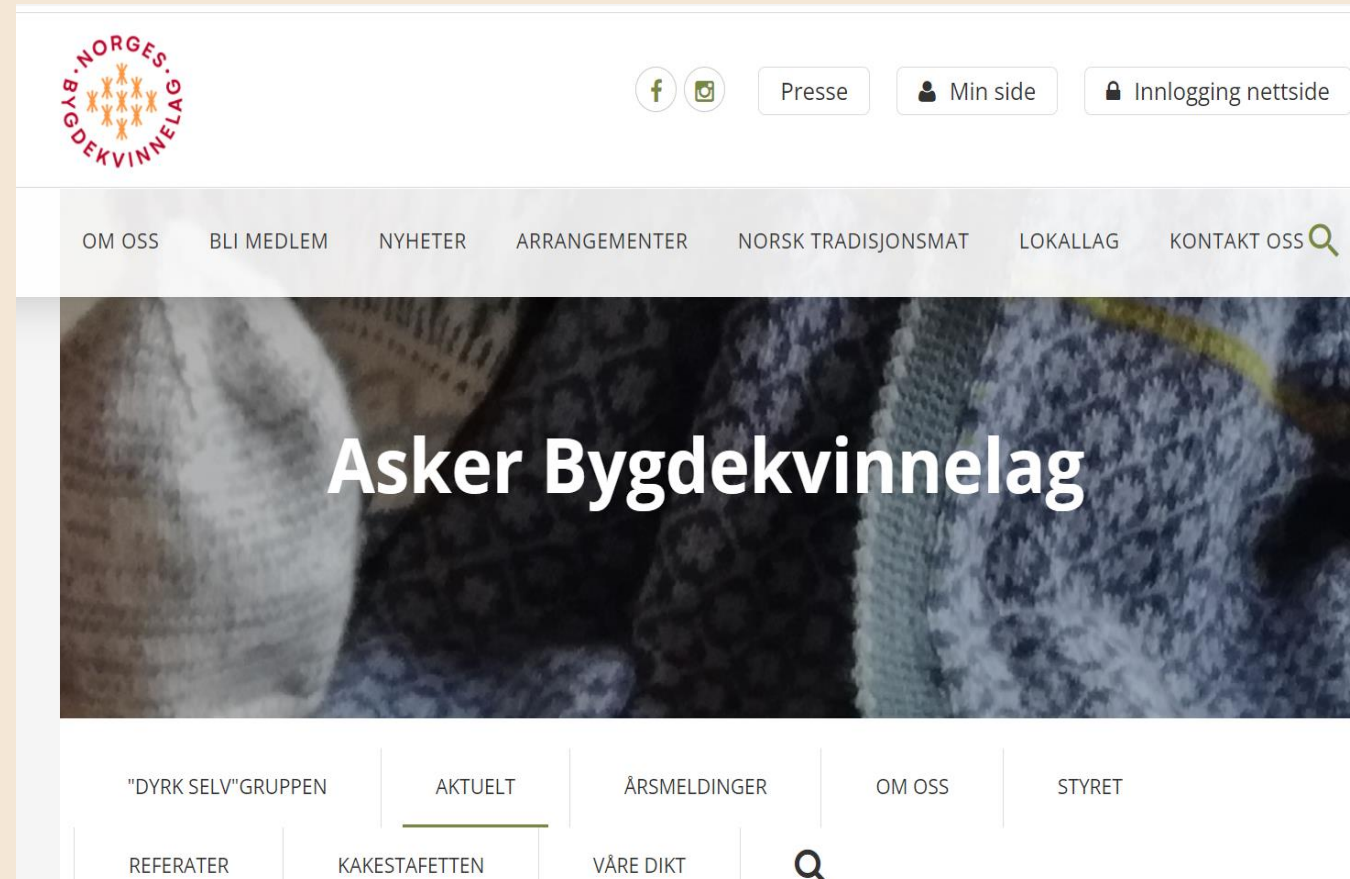 NORGES · BYGDEKVINNELAG ·
Presse
Min side
Innlogging nettside
OM OSS
BLI MEDLEM
NYHETER
ARRANGEMENTER
NORSK TRADISJONSMAT
LOKALLAG
KONTAKT OSS
Asker Bygdekvinnelag
"DYRK SELV"GRUPPEN
AKTUELT
ÅRSMELDINGER
OM OSS
STYRET
REFERATER
KAKESTAFETTEN
VÅRE DIKT